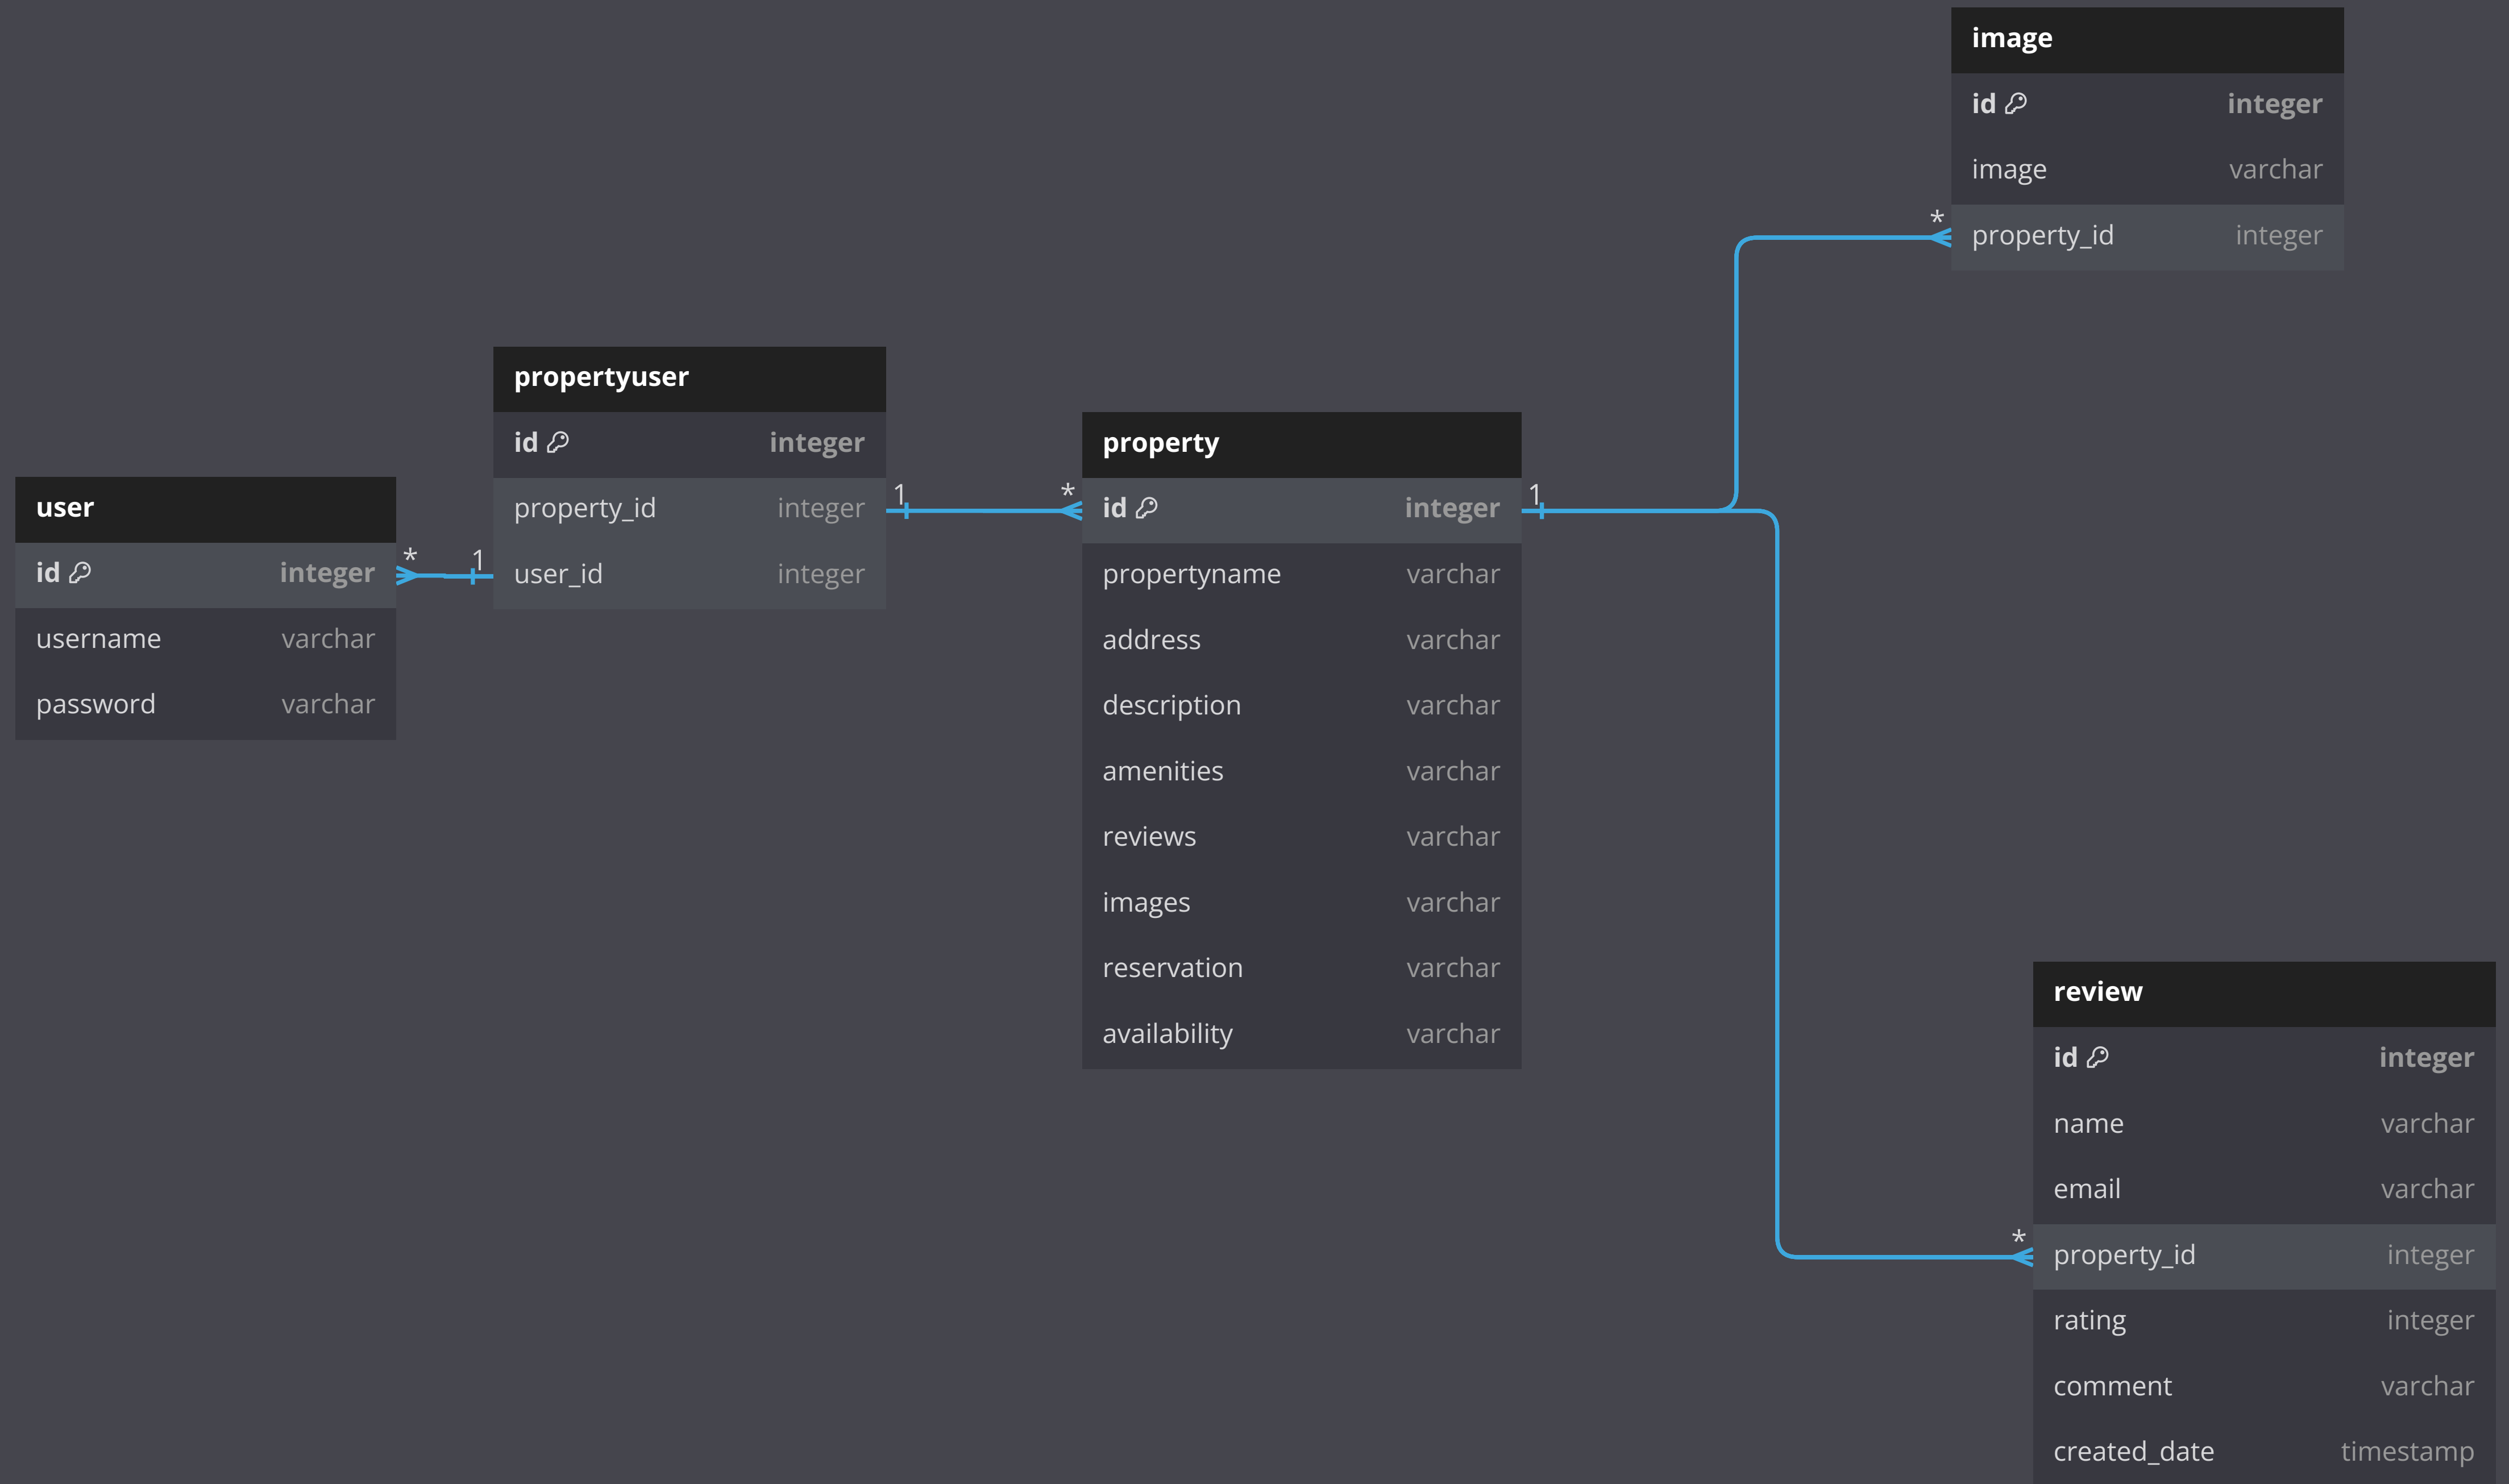 image
id integer
image varchar
* property_id integer
propertyuser
id integer
property_id integer 1
user_id integer
user
id integer * 1
username varchar
password varchar
property
* id integer 1
propertyname varchar
address varchar
description varchar
amenities varchar
reviews varchar
images varchar
reservation varchar
availability varchar
review
id integer
name varchar
email varchar
* property_id integer
rating integer
comment varchar
created_date timestamp